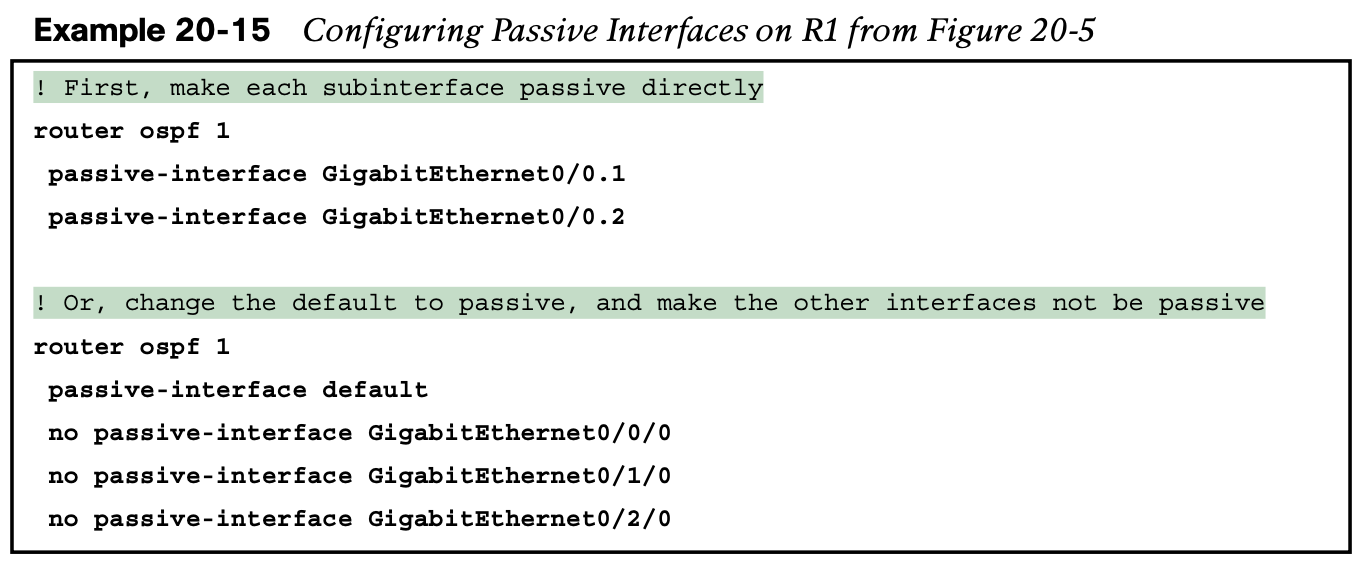 Example 20-15 Configuring Passive Interfaces on R1 from Figure 20-5
! First, make each subinterface passive directly
router ospf 1
 passive-interface GigabitEthernet0/0.1
 passive-interface GigabitEthernet0/0.2
! Or, change the default to passive, and make the other interfaces not be passive
router ospf 1
 passive-interface default
 no passive-interface GigabitEthernet0/0/0
 no passive-interface GigabitEthernet0/1/0
 no passive-interface GigabitEthernet0/2/0